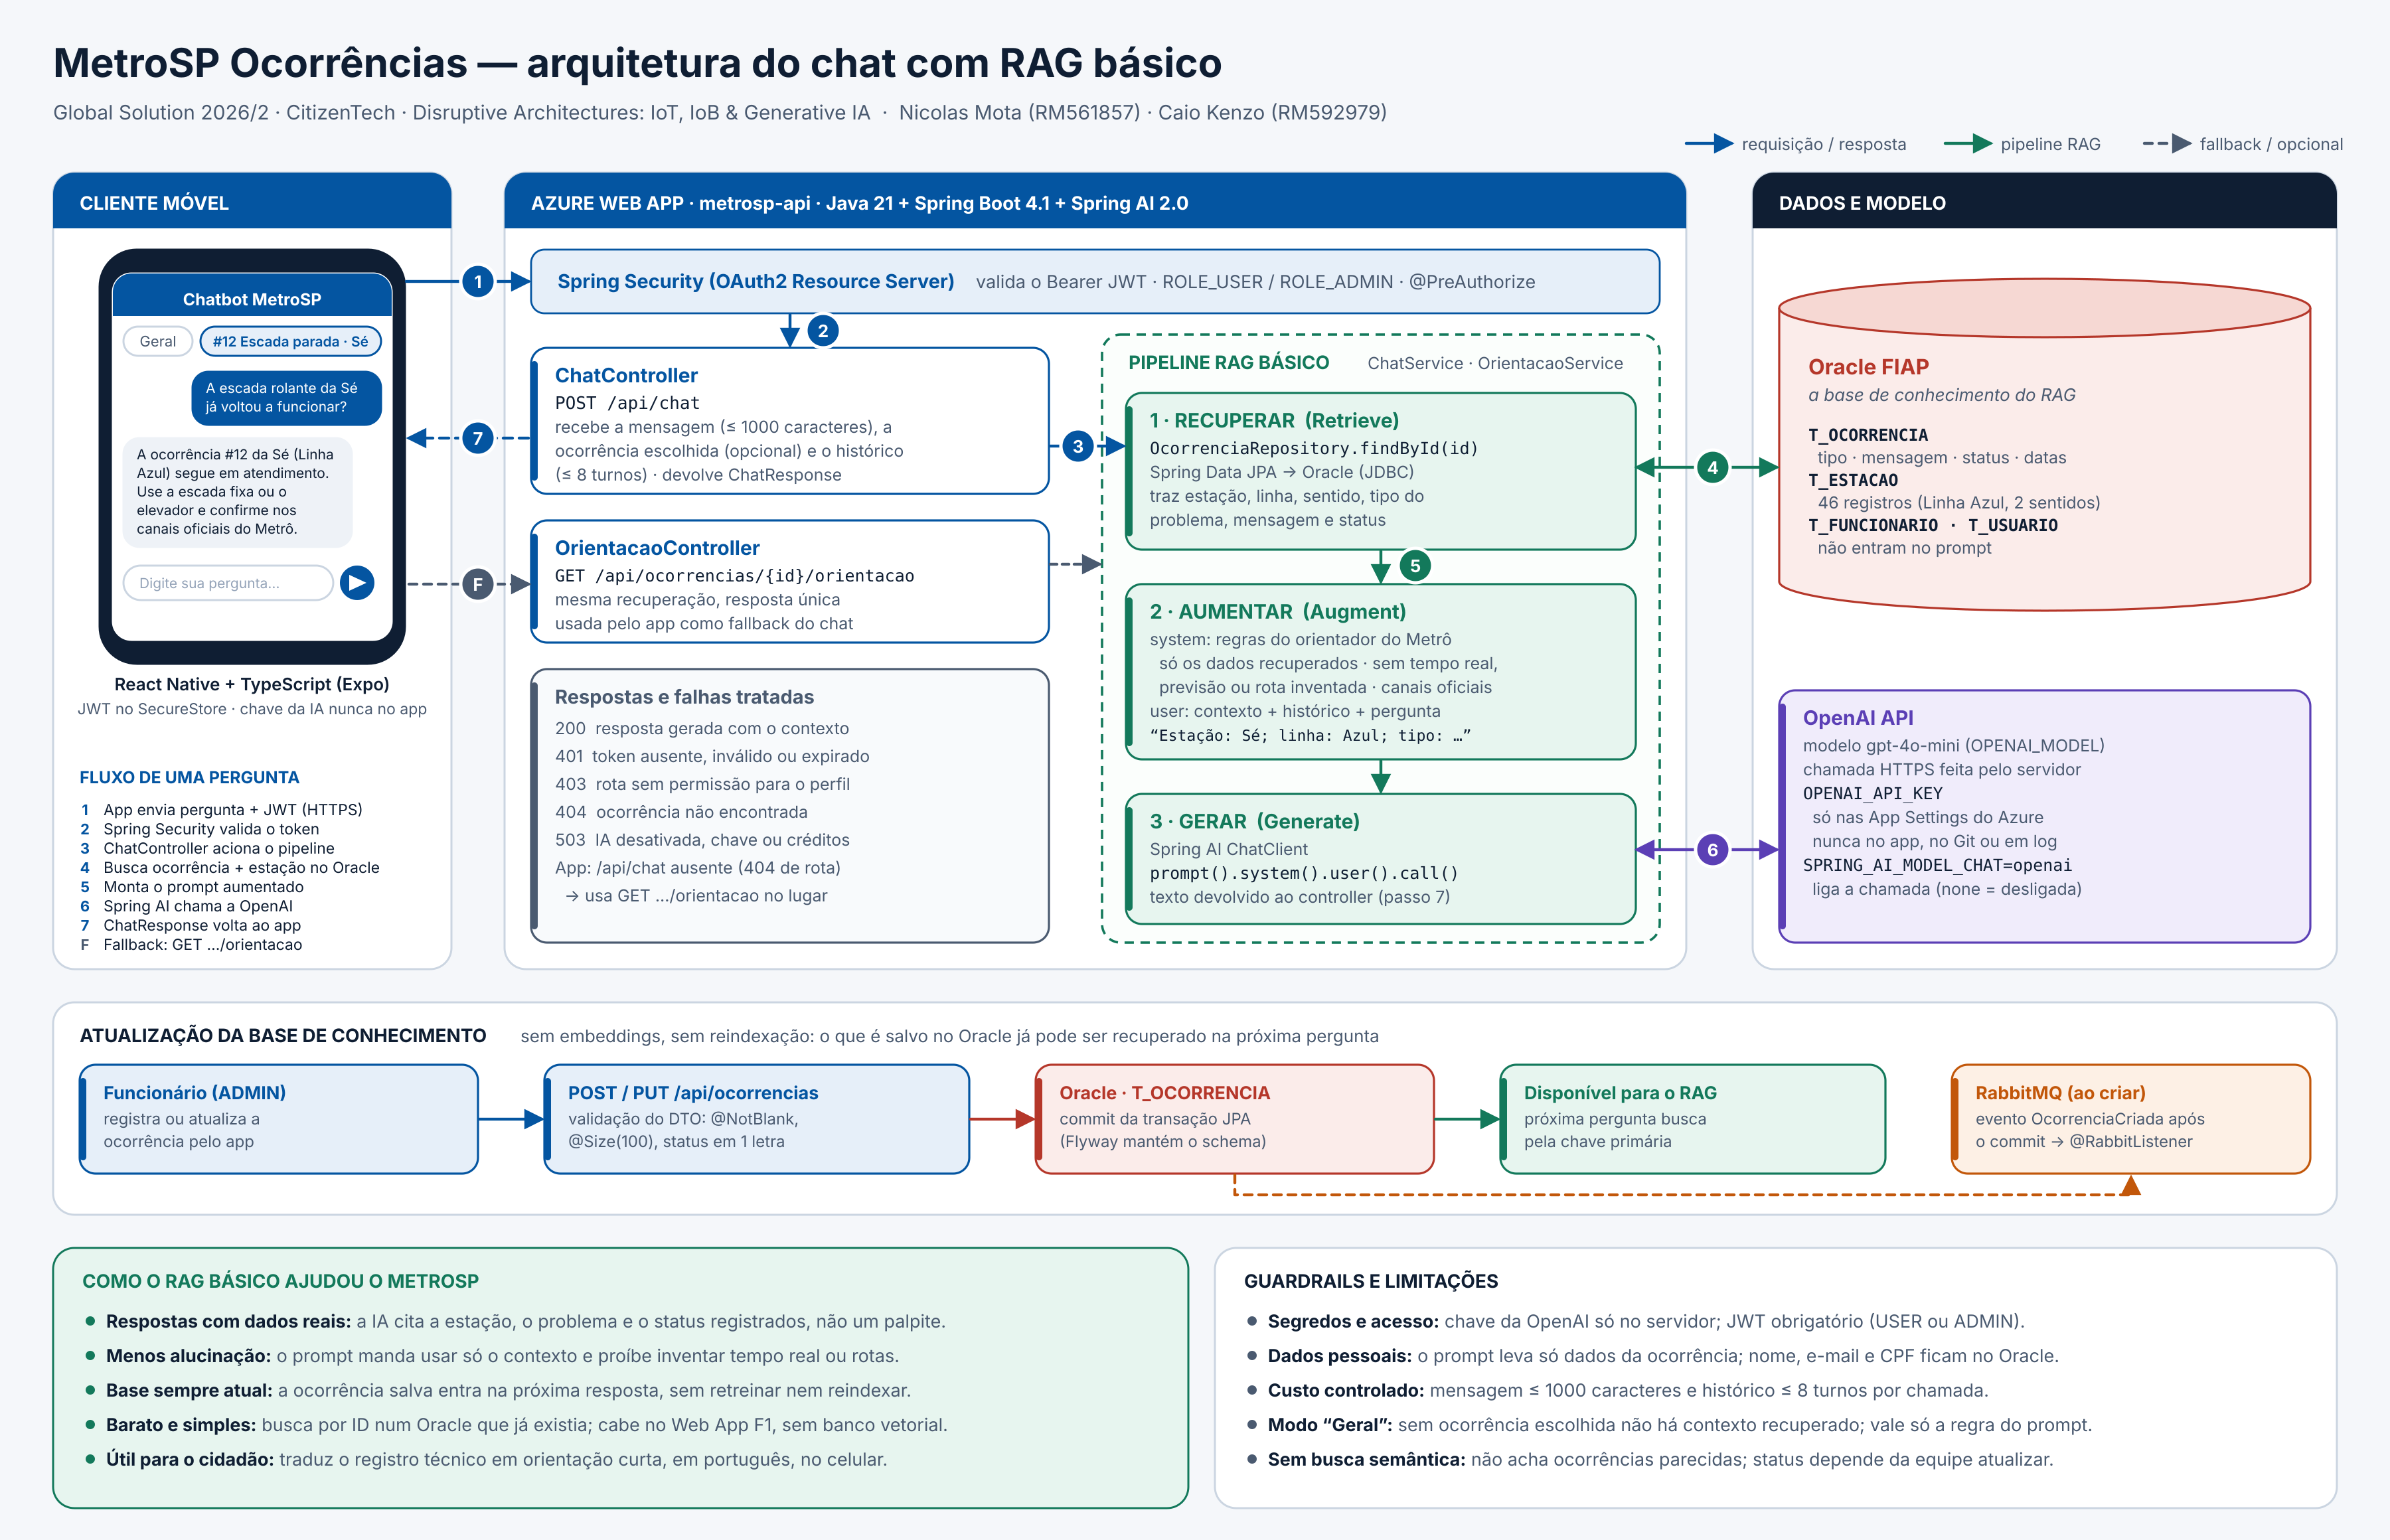 MetroSP Ocorrências — arquitetura do chat com RAG básico
Global Solution 2026/2 · CitizenTech · Disruptive Architectures: IoT, IoB & Generative IA · Nicolas Mota (RM561857) · Caio Kenzo (RM592979)
requisição / resposta
pipeline RAG
fallback / opcional
CLIENTE MÓVEL
Chatbot MetroSP
Geral
#12 Escada parada · Sé
A escada rolante da Sé
já voltou a funcionar?
A ocorrência #12 da Sé (Linha
Azul) segue em atendimento.
Use a escada fixa ou o
elevador e confirme nos
canais oficiais do Metrô.
Digite sua pergunta...
React Native + TypeScript (Expo)
JWT no SecureStore · chave da IA nunca no app
FLUXO DE UMA PERGUNTA
1 App envia pergunta + JWT (HTTPS)
2 Spring Security valida o token
3 ChatController aciona o pipeline
4 Busca ocorrência + estação no Oracle
5 Monta o prompt aumentado
6 Spring AI chama a OpenAI
7 ChatResponse volta ao app
F Fallback: GET .../orientacao
1
7
F
AZURE WEB APP · metrosp-api · Java 21 + Spring Boot 4.1 + Spring AI 2.0
Spring Security (OAuth2 Resource Server) valida o Bearer JWT · ROLE_USER / ROLE_ADMIN · @PreAuthorize
2
ChatController
POST /api/chat
recebe a mensagem (≤ 1000 caracteres), a
ocorrência escolhida (opcional) e o histórico
(≤ 8 turnos) · devolve ChatResponse
3
OrientacaoController
GET /api/ocorrencias/{id}/orientacao
mesma recuperação, resposta única
usada pelo app como fallback do chat
Respostas e falhas tratadas
200 resposta gerada com o contexto
401 token ausente, inválido ou expirado
403 rota sem permissão para o perfil
404 ocorrência não encontrada
503 IA desativada, chave ou créditos
App: /api/chat ausente (404 de rota)
→ usa GET .../orientacao no lugar
PIPELINE RAG BÁSICO ChatService · OrientacaoService
1 · RECUPERAR (Retrieve)
OcorrenciaRepository.findById(id)
Spring Data JPA → Oracle (JDBC)
traz estação, linha, sentido, tipo do
problema, mensagem e status
5
2 · AUMENTAR (Augment)
system: regras do orientador do Metrô
só os dados recuperados · sem tempo real,
previsão ou rota inventada · canais oficiais
user: contexto + histórico + pergunta
“Estação: Sé; linha: Azul; tipo: …”
3 · GERAR (Generate)
Spring AI ChatClient
prompt().system().user().call()
texto devolvido ao controller (passo 7)
4
6
DADOS E MODELO
Oracle FIAP
a base de conhecimento do RAG
T_OCORRENCIA
tipo · mensagem · status · datas
T_ESTACAO
46 registros (Linha Azul, 2 sentidos)
T_FUNCIONARIO · T_USUARIO
não entram no prompt
OpenAI API
modelo gpt-4o-mini (OPENAI_MODEL)
chamada HTTPS feita pelo servidor
OPENAI_API_KEY
só nas App Settings do Azure
nunca no app, no Git ou em log
SPRING_AI_MODEL_CHAT=openai
liga a chamada (none = desligada)
ATUALIZAÇÃO DA BASE DE CONHECIMENTO sem embeddings, sem reindexação: o que é salvo no Oracle já pode ser recuperado na próxima pergunta
Funcionário (ADMIN)
registra ou atualiza a
ocorrência pelo app
POST / PUT /api/ocorrencias
validação do DTO: @NotBlank,
@Size(100), status em 1 letra
Oracle · T_OCORRENCIA
commit da transação JPA
(Flyway mantém o schema)
Disponível para o RAG
próxima pergunta busca
pela chave primária
RabbitMQ (ao criar)
evento OcorrenciaCriada após
o commit → @RabbitListener
COMO O RAG BÁSICO AJUDOU O METROSP
● Respostas com dados reais: a IA cita a estação, o problema e o status registrados, não um palpite.
● Menos alucinação: o prompt manda usar só o contexto e proíbe inventar tempo real ou rotas.
● Base sempre atual: a ocorrência salva entra na próxima resposta, sem retreinar nem reindexar.
● Barato e simples: busca por ID num Oracle que já existia; cabe no Web App F1, sem banco vetorial.
● Útil para o cidadão: traduz o registro técnico em orientação curta, em português, no celular.
GUARDRAILS E LIMITAÇÕES
● Segredos e acesso: chave da OpenAI só no servidor; JWT obrigatório (USER ou ADMIN).
● Dados pessoais: o prompt leva só dados da ocorrência; nome, e-mail e CPF ficam no Oracle.
● Custo controlado: mensagem ≤ 1000 caracteres e histórico ≤ 8 turnos por chamada.
● Modo “Geral”: sem ocorrência escolhida não há contexto recuperado; vale só a regra do prompt.
● Sem busca semântica: não acha ocorrências parecidas; status depende da equipe atualizar.